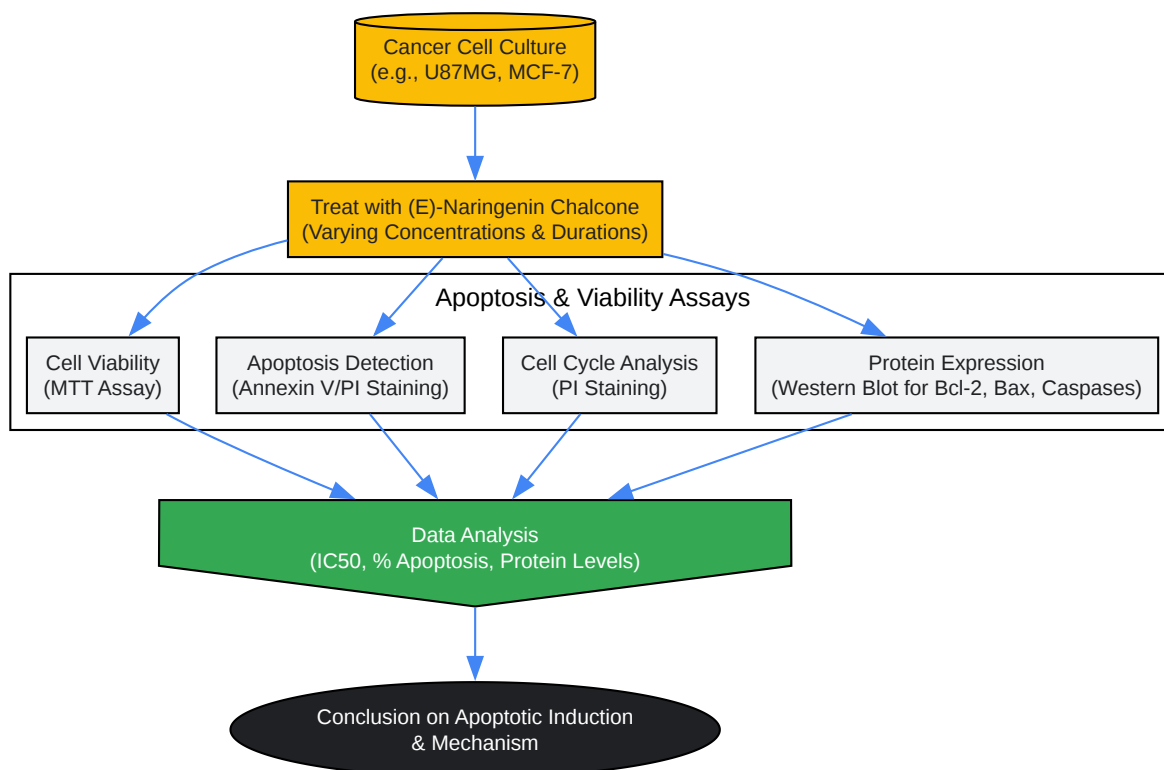 Cancer Cell Culture
(e.g., U87MG, MCF-7)
Treat with (E)-Naringenin Chalcone
(Varying Concentrations & Durations)
Apoptosis & Viability Assays
Cell Viability
(MTT Assay)
Apoptosis Detection
(Annexin V/PI Staining)
Cell Cycle Analysis
(PI Staining)
Protein Expression
(Western Blot for Bcl-2, Bax, Caspases)
Data Analysis
(IC50, % Apoptosis, Protein Levels)
Conclusion on Apoptotic Induction
& Mechanism